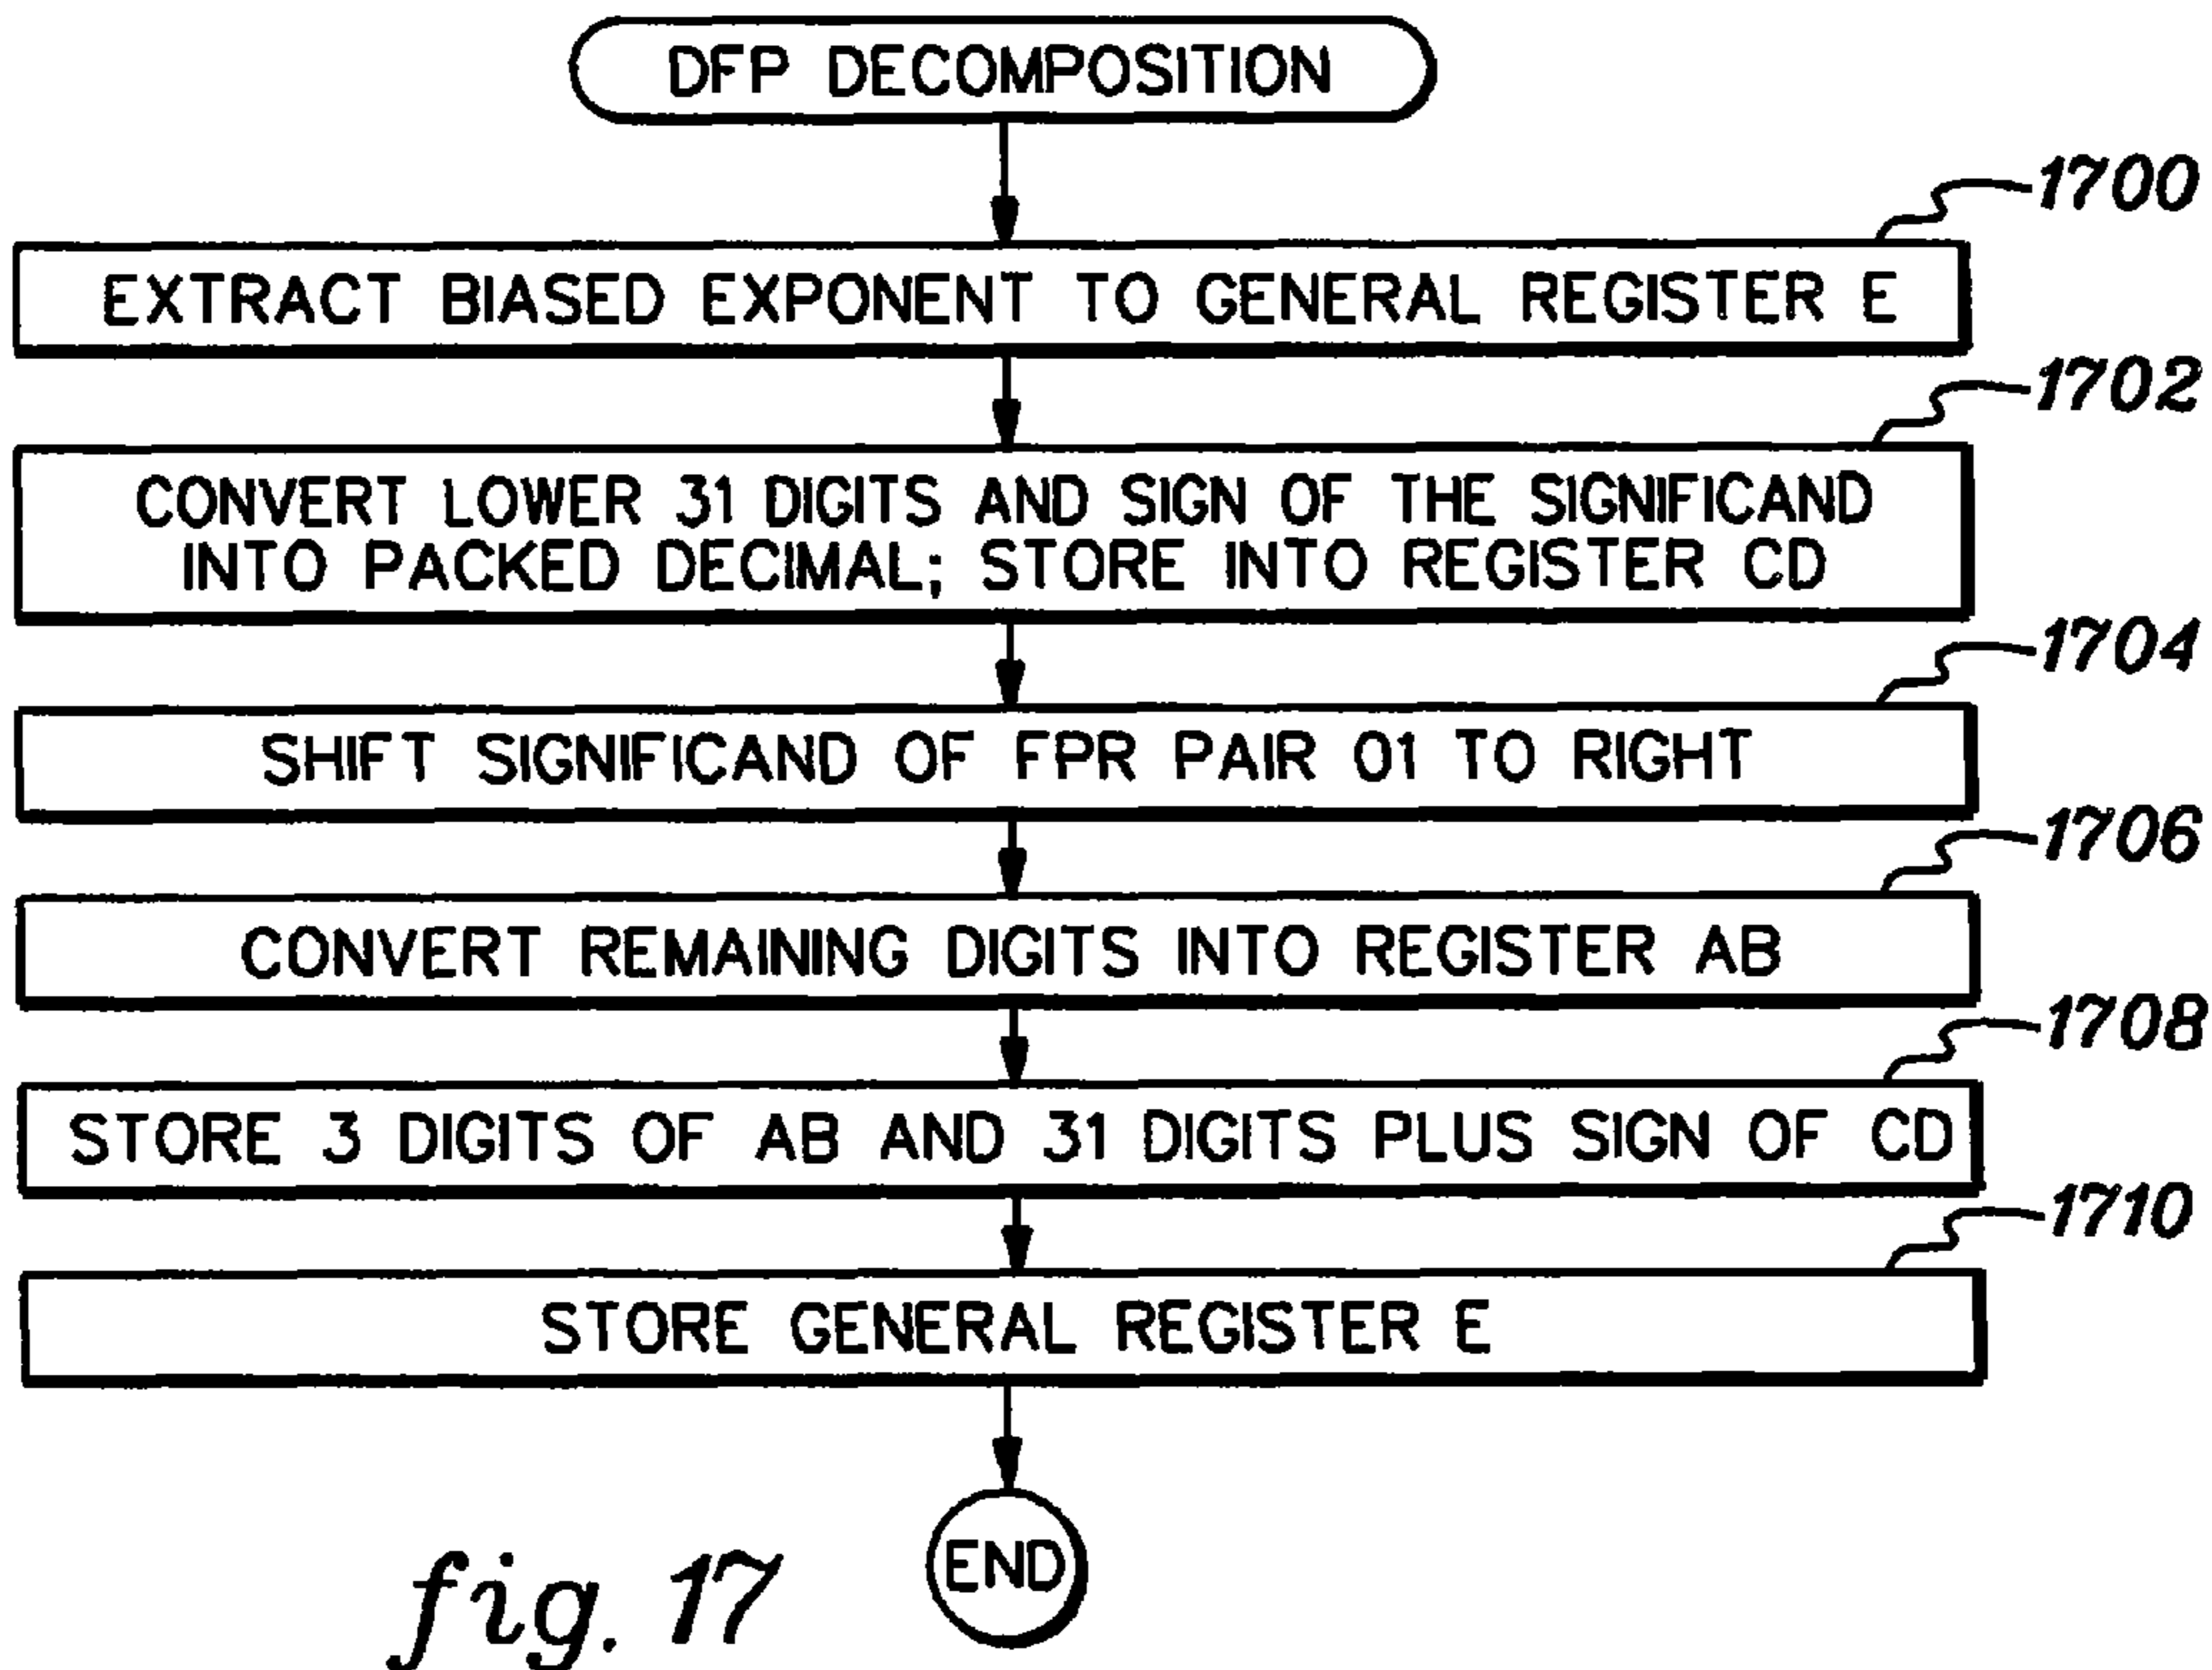 DFP DECOMPOSITION
1700
EXTRACT BIASED EXPONENT TO GENERAL REGISTER E
1702
CONVERT LOWER 31 DIGITS AND SIGN OF THE SIGNIFICAND
INTO PACKED DECIMAL; STORE INTO REGISTER CD
1704
SHIFT SIGNIFICAND OF FPR PAIR 01 TO RIGHT
1706
CONVERT REMAINING DIGITS INTO REGISTER AB
1708
STORE 3 DIGITS OF AB AND 31 DIGITS PLUS SIGN OF CD
1710
STORE GENERAL REGISTER E
END
fig. 17